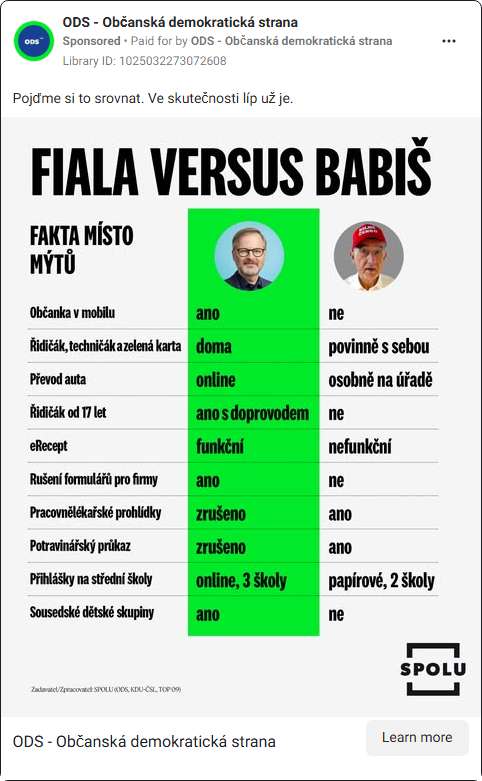 ODS - Občanská demokratická strana
Sponsored • Paid for by ODS - Občanská demokratická strana
Library ID: 1025032273072608
Pojďme si to srovnat. Ve skutečnosti líp už je.
FIALA VERSUS BABIŠ
FAKTA MÍSTO
MÝTŮ
Občanka v mobilu ano ne
Řidičák, techničák a zelená karta doma povinně s sebou
Převod auta online osobně na úřadě
Řidičák od 17 let ano s doprovodem ne
eRecept funkční nefunkční
Rušení formulářů pro firmy ano ne
Pracovnělékařské prohlídky zrušeno ano
Potravinářský průkaz zrušeno ano
Přihlášky na střední školy online, 3 školy papírové, 2 školy
Sousedské dětské skupiny ano ne
SPOLU
Zadavatel/Zpracovatel: SPOLU (ODS, KDU-ČSL, TOP 09)
ODS - Občanská demokratická strana
Learn more